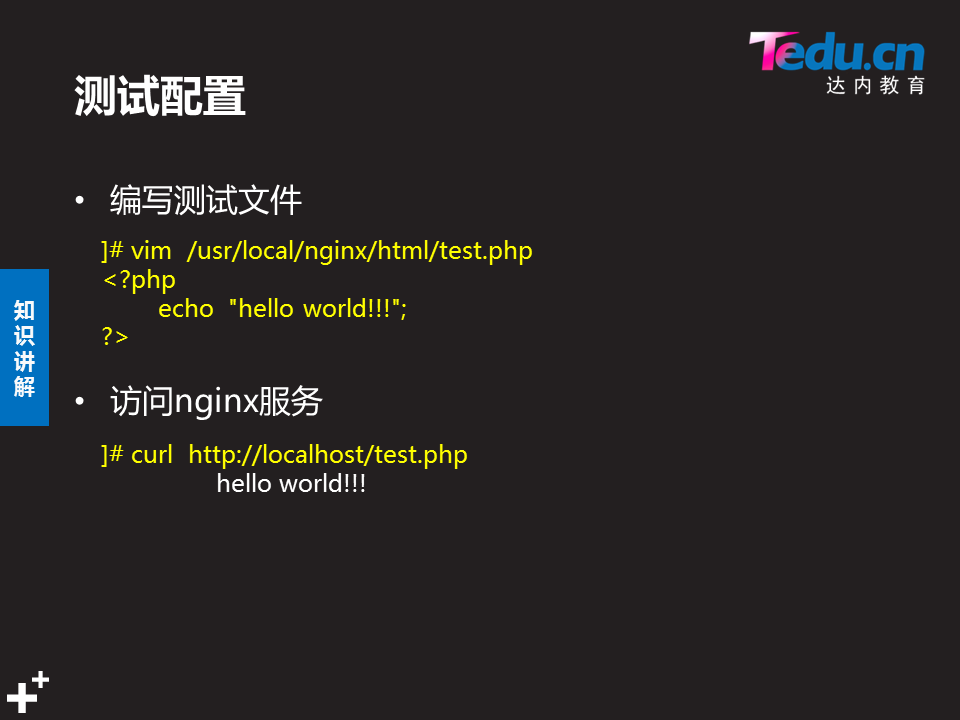 Tedu.cn
达内教育
测试配置
• 编写测试文件
]# vim  /usr/local/nginx/html/test.php
<?php
echo  "hello world!!!";
?>
知识讲解
• 访问nginx服务
]# curl  http://localhost/test.php
hello world!!!